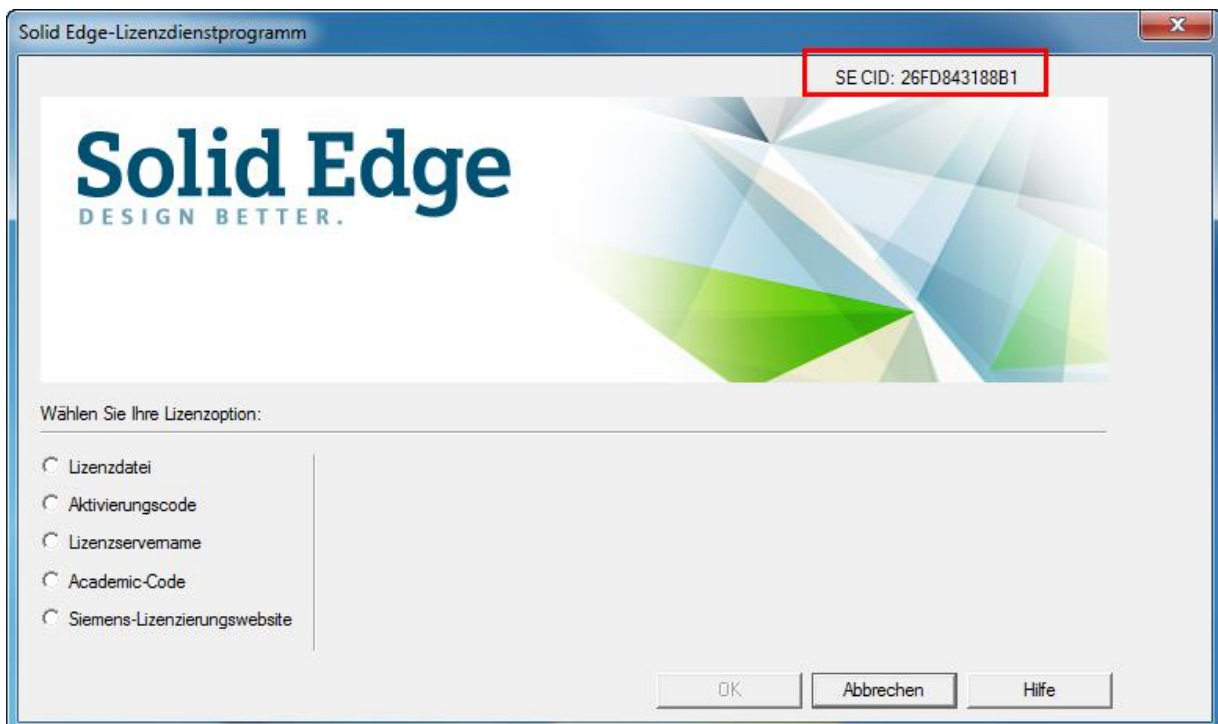 Solid Edge-Lizenzdienstprogramm
SE CID: 26FD843188B1
Solid Edge
DESIGN BETTER.
Wählen Sie Ihre Lizenzoption:
Lizenzdatei
Aktivierungscode
Lizenzservername
Academic-Code
Siemens-Lizenzierungswebsite
OK Abbrechen Hilfe